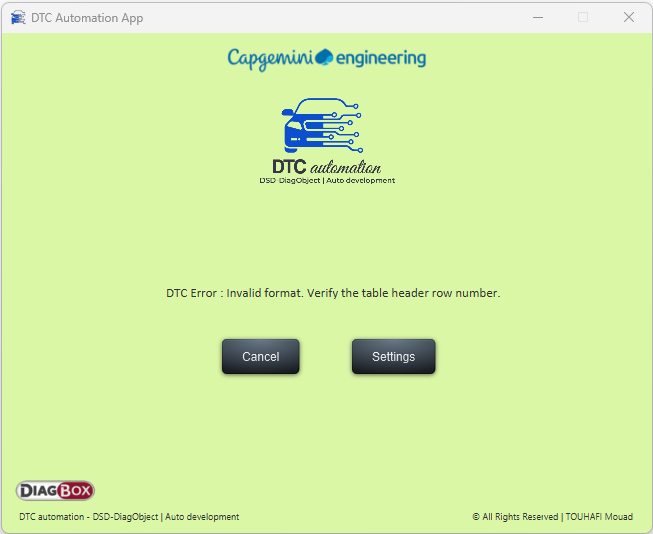 DTC Automation App
Capgemini engineering
DTC automation
DSD-DiagObject | Auto development
DTC Error : Invalid format. Verify the table header row number.
Cancel Settings
DIAGBOX
DTC automation - DSD-DiagObject | Auto development © All Rights Reserved | TOUHAFI Mouad